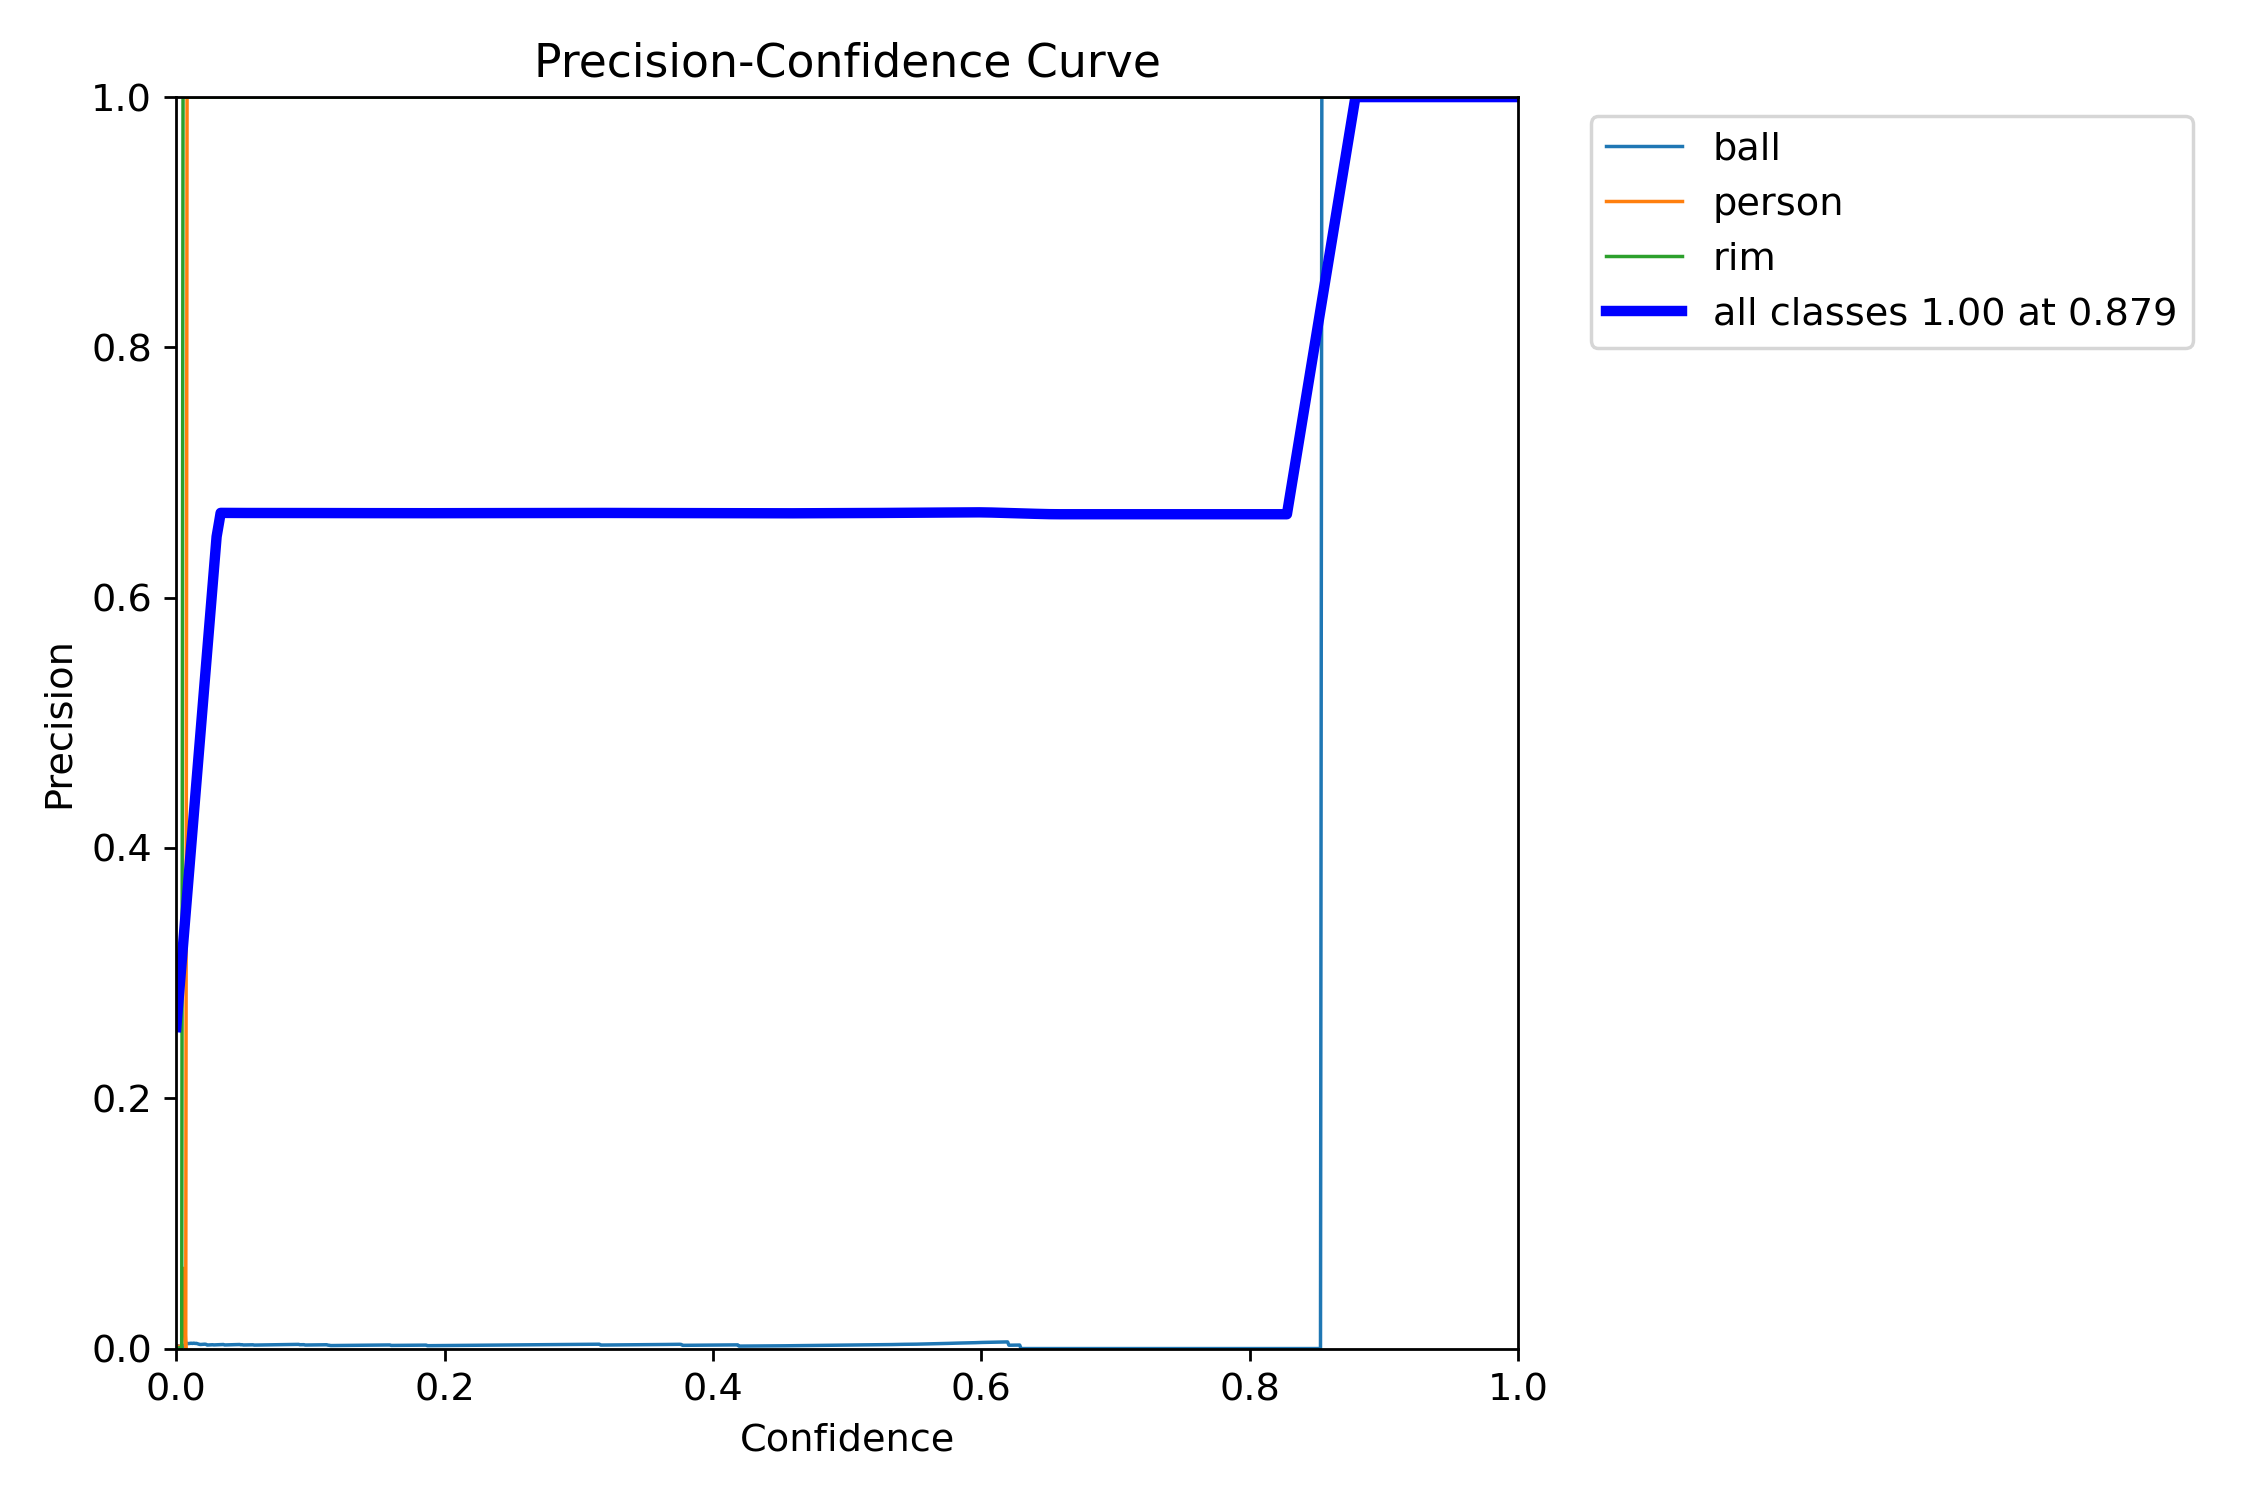 Precision-Confidence Curve
1.0
0.8
0.6
0.4
0.2
0.0
Precision
0.0 0.2 0.4 0.6 0.8 1.0
Confidence
ball
person
rim
all classes 1.00 at 0.879